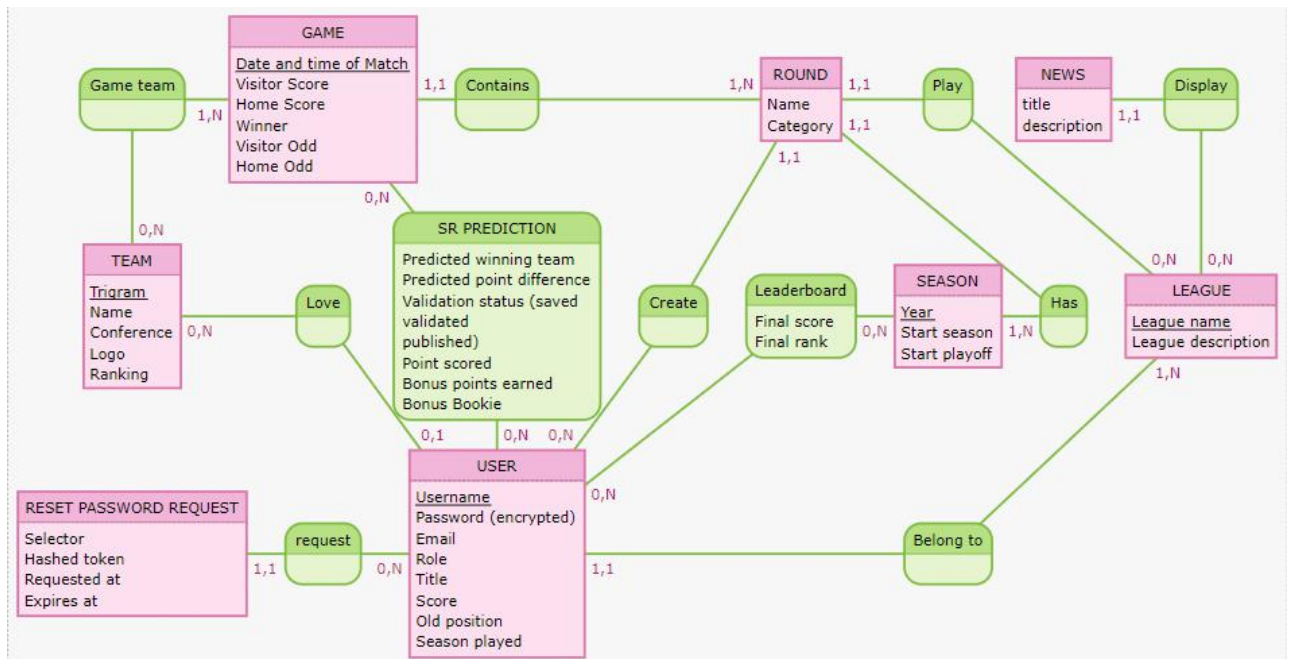 GAME
Date and time of Match
Visitor Score
Home Score
Winner
Visitor Odd
Home Odd
Game team
1,N
1,1
Contains
1,N
ROUND
Name
Category
1,1
1,1
1,1
Play
NEWS
title
description
1,1
Display
0,N
0,N
TEAM
Trigram
Name
Conference
Logo
Ranking
0,N
Love
SR PREDICTION
Predicted winning team
Predicted point difference
Validation status (saved
validated
published)
Point scored
Bonus points earned
Bonus Bookie
Create
Leaderboard
Final score
Final rank
0,N
SEASON
Year
Start season
Start playoff
1,N
Has
0,N
0,N
LEAGUE
League name
League description
1,N
0,1
0,N
0,N
USER
Username
Password (encrypted)
Email
Role
Title
Score
Old position
Season played
0,N
RESET PASSWORD REQUEST
Selector
Hashed token
Requested at
Expires at
1,1
request
0,N
1,1
Belong to